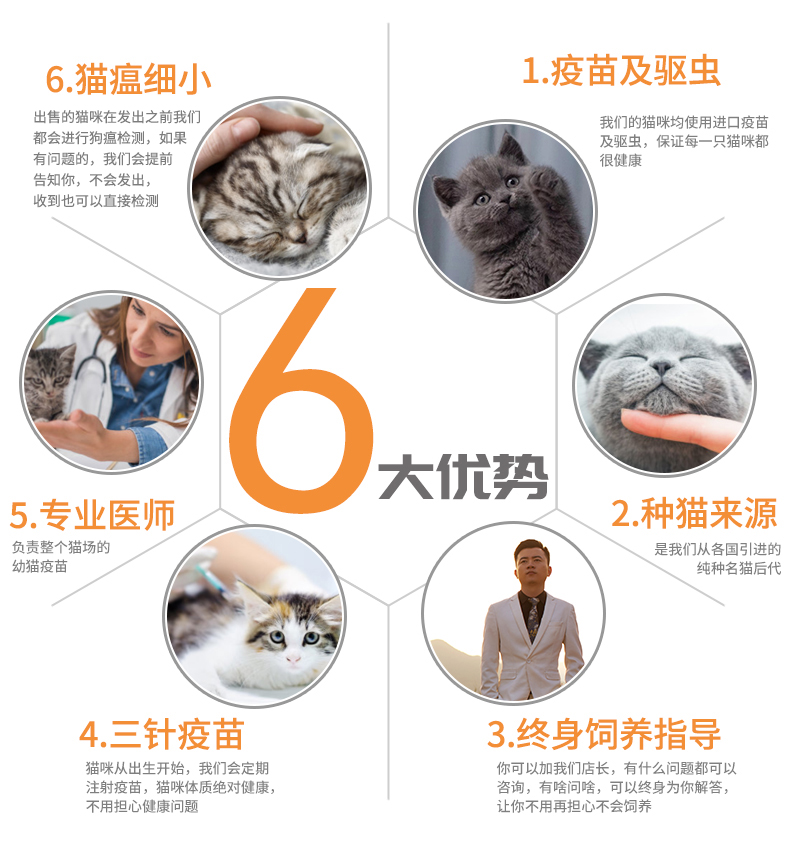 6.猫瘟细小
出售的猫咪在发出之前我们
都会进行狗瘟检测，如果
有问题的，我们会提前
告知你，不会发出，
收到也可以直接检测
1.疫苗及驱虫
我们的猫咪均使用进口疫苗
及驱虫，保证每一只猫咪都
很健康
6大优势
5.专业医师
负责整个猫场的
幼猫疫苗
2.种猫来源
是我们从各国引进的
纯种名猫后代
4.三针疫苗
猫咪从出生开始，我们会定期
注射疫苗，猫咪体质绝对健康，
不用担心健康问题
3.终身饲养指导
你可以加我们店长，有什么问题都可以
咨询，有啥问啥，可以终身为你解答，
让你不用再担心不会饲养